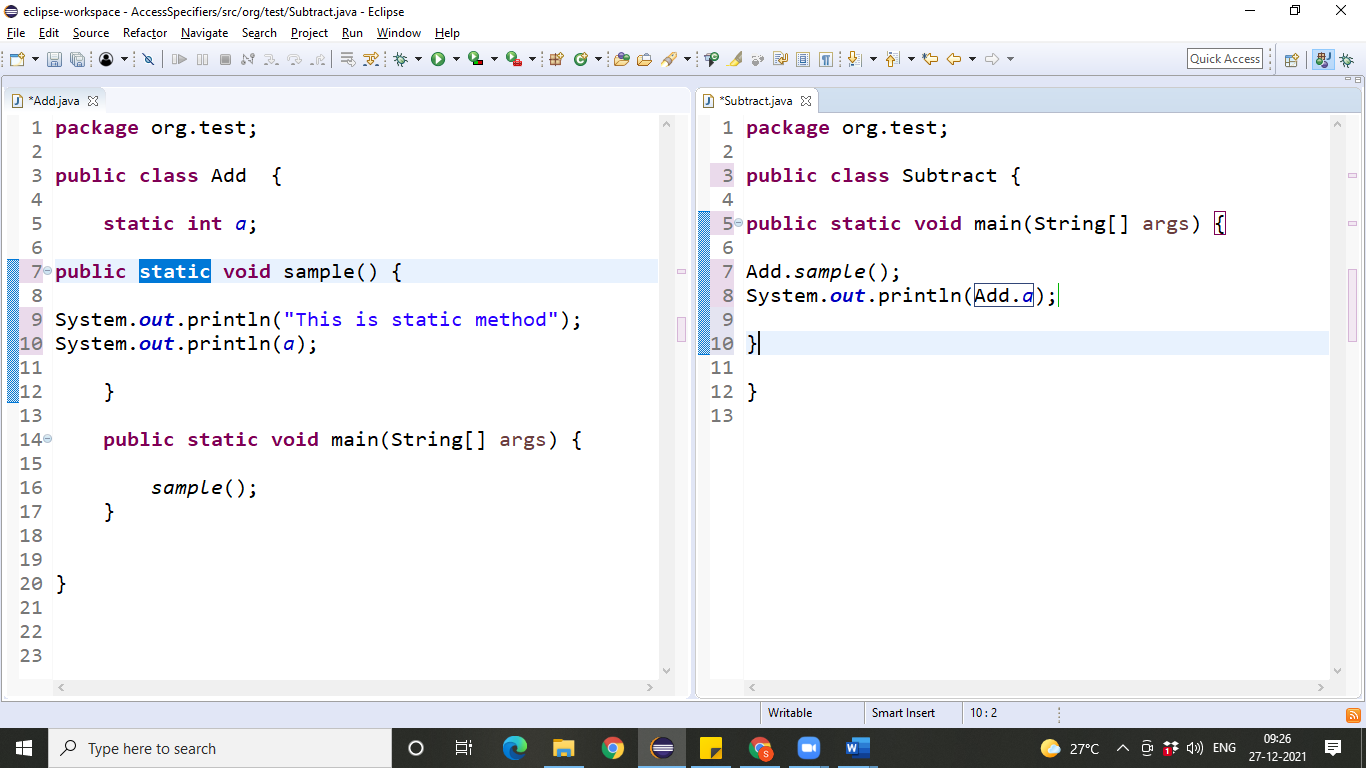 eclipse-workspace - AccessSpecifiers/src/org/test/Subtract.java - Eclipse
File Edit Source Refactor Navigate Search Project Run Window Help
Quick Access
*Add.java
1 package org.test;
2
3 public class Add  {
4
5     static int a;
6
7 public static void sample() {
8
9 System.out.println("This is static method");
10 System.out.println(a);
11
12     }
13
14     public static void main(String[] args) {
15
16         sample();
17     }
18
19
20 }
21
22
23
*Subtract.java
1 package org.test;
2
3 public class Subtract {
4
5 public static void main(String[] args) {
6
7 Add.sample();
8 System.out.println(Add.a);
9
10 }
11
12 }
13
Writable Smart Insert 10 : 2
Type here to search
S
W
1
27°C
ENG
09:26
27-12-2021